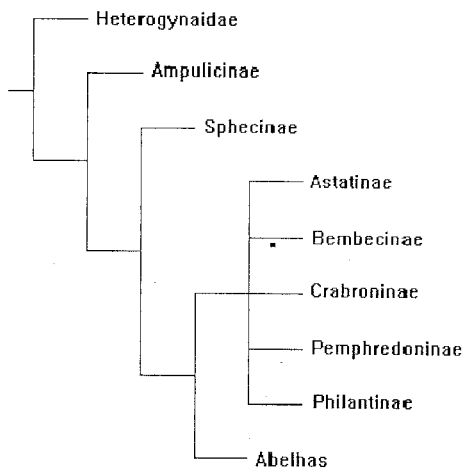 Heterogynaidae
Ampulicinae
Sphecinae
Astatinae
Bembecinae
Crabroninae
Pemphredoninae
Philantinae
Abelhas